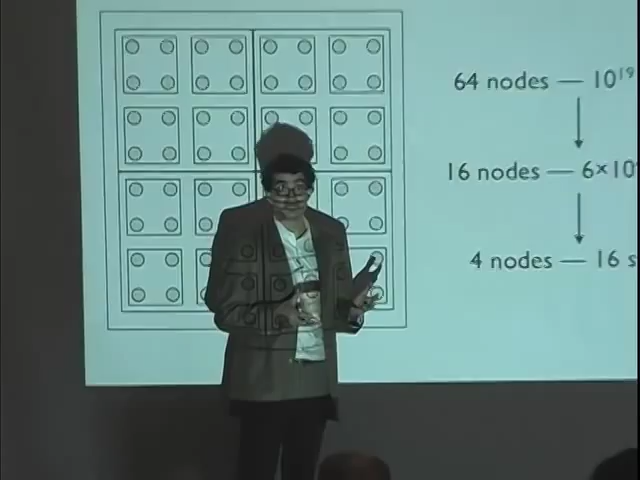 64 nodes — 10¹⁹
16 nodes — 6×10
4 nodes — 16 s